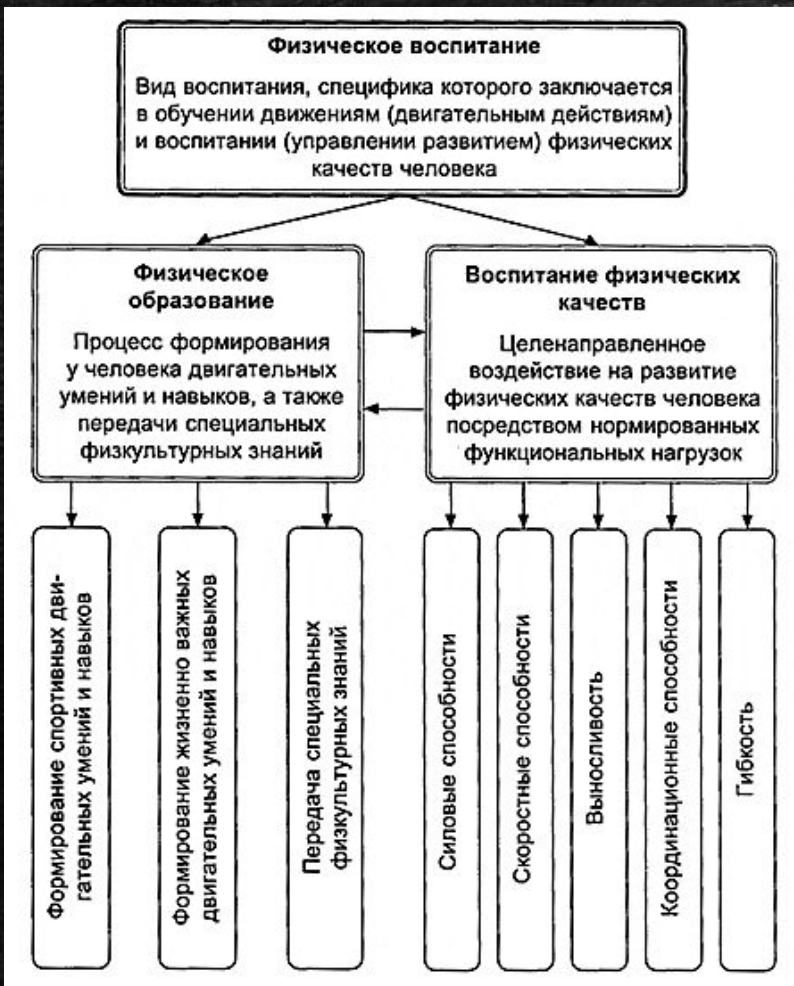 Физическое воспитание
Вид воспитания, специфика которого заключается
в обучении движениям (двигательным действиям)
и воспитании (управлении развитием) физических
качеств человека
Физическое
образование
Процесс формирования
у человека двигательных
умений и навыков, а также
передачи специальных
физкультурных знаний
Воспитание физических
качеств
Целенаправленное
воздействие на развитие
физических качеств человека
посредством нормированных
функциональных нагрузок
Формирование спортивных дви-
гательных умений и навыков
Формирование жизненно важных
двигательных умений и навыков
Передача специальных
физкультурных знаний
Силовые способности
Скоростные способности
Выносливость
Координационные способности
Гибкость